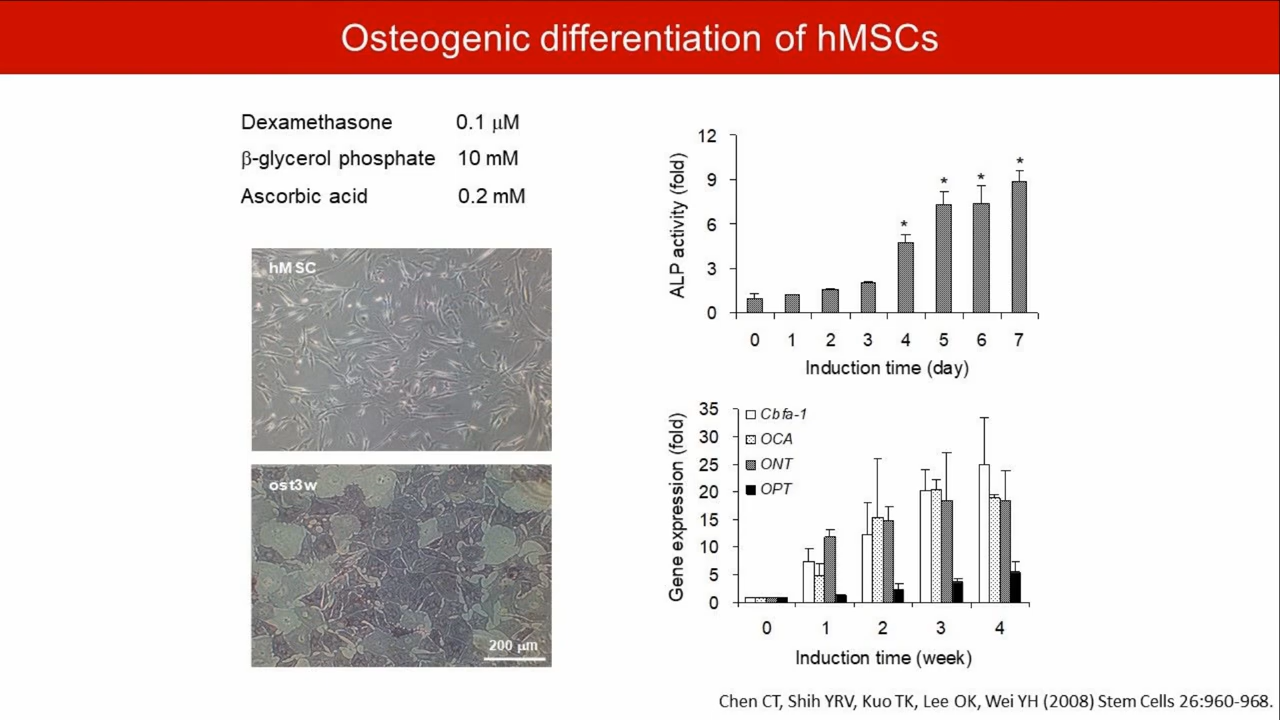 Osteogenic differentiation of hMSCs
Dexamethasone 0.1 μM
β-glycerol phosphate 10 mM
Ascorbic acid 0.2 mM
hMSC
ost3w
200 μm
ALP activity (fold)
12
9
6
3
0
* * * *
0 1 2 3 4 5 6 7
Induction time (day)
Gene expression (fold)
35
30
25
20
15
10
5
0
Cbfa-1
OCA
ONT
OPT
0 1 2 3 4
Induction time (week)
Chen CT, Shih YRV, Kuo TK, Lee OK, Wei YH (2008) Stem Cells 26:960-968.